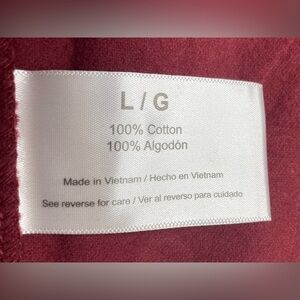 L / G
100% Cotton
100% Algodón
Made in Vietnam / Hecho en Vietnam
See reverse for care / Ver al reverso para cuidado